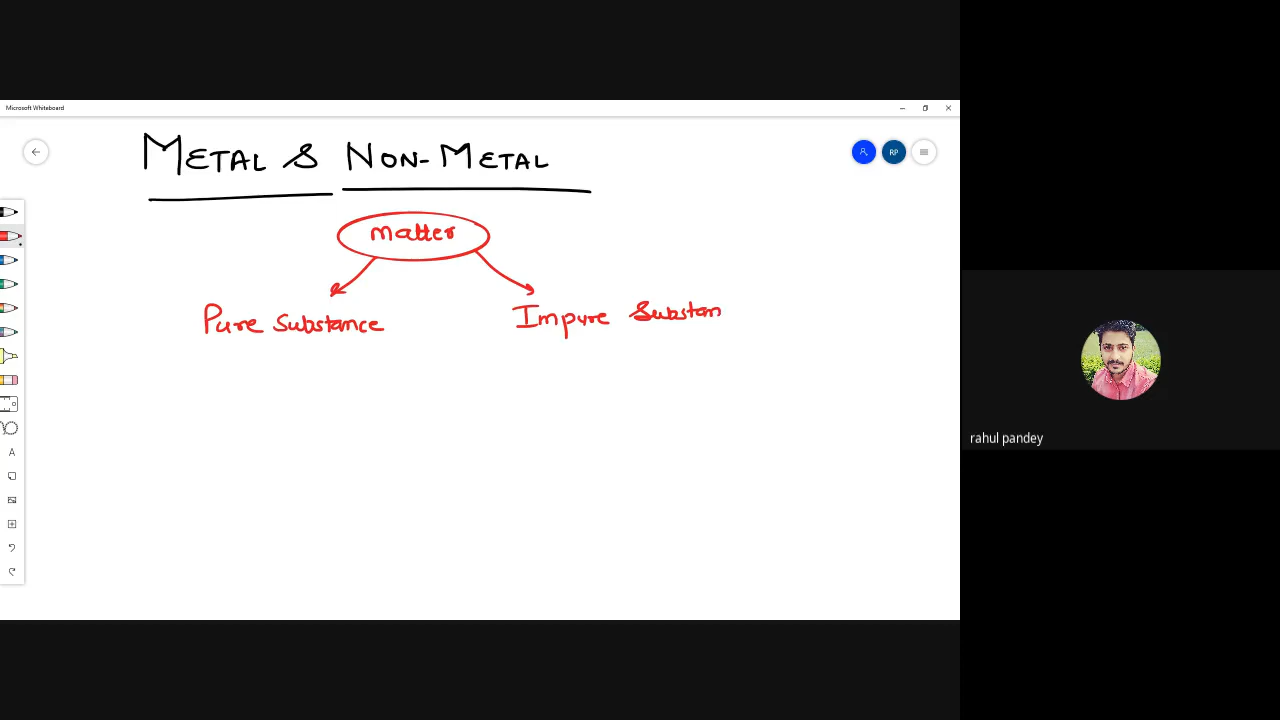 Microsoft Whiteboard
METAL & NON-METAL
RP
matter
Pure Substance
Impure Substan
A
rahul pandey